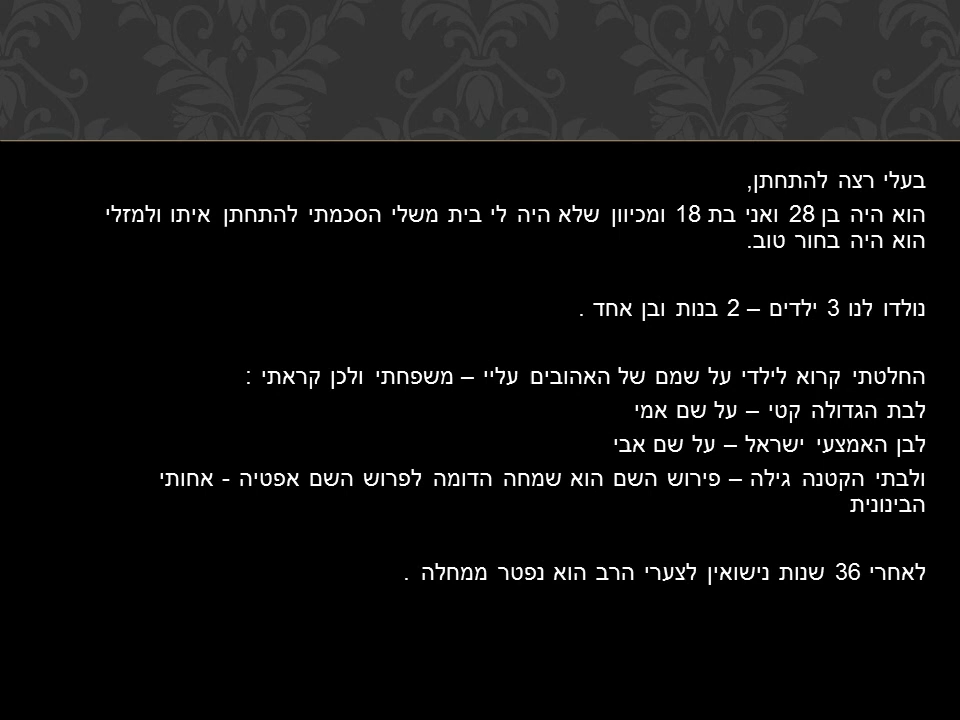 בעלי רצה להתחתן,
הוא היה בן 28 ואני בת 18 ומכיוון שלא היה לי בית משלי הסכמתי להתחתן איתו ולמזלי
הוא היה בחור טוב.
נולדו לנו 3 ילדים – 2 בנות ובן אחד .
החלטתי קרוא לילדי על שמם של האהובים עליי – משפחתי ולכן קראתי :
לבת הגדולה קטי – על שם אמי
לבן האמצעי ישראל – על שם אבי
ולבתי הקטנה גילה – פירוש השם הוא שמחה הדומה לפרוש השם אפטיה - אחותי
הבינונית
לאחרי 36 שנות נישואין לצערי הרב הוא נפטר ממחלה .